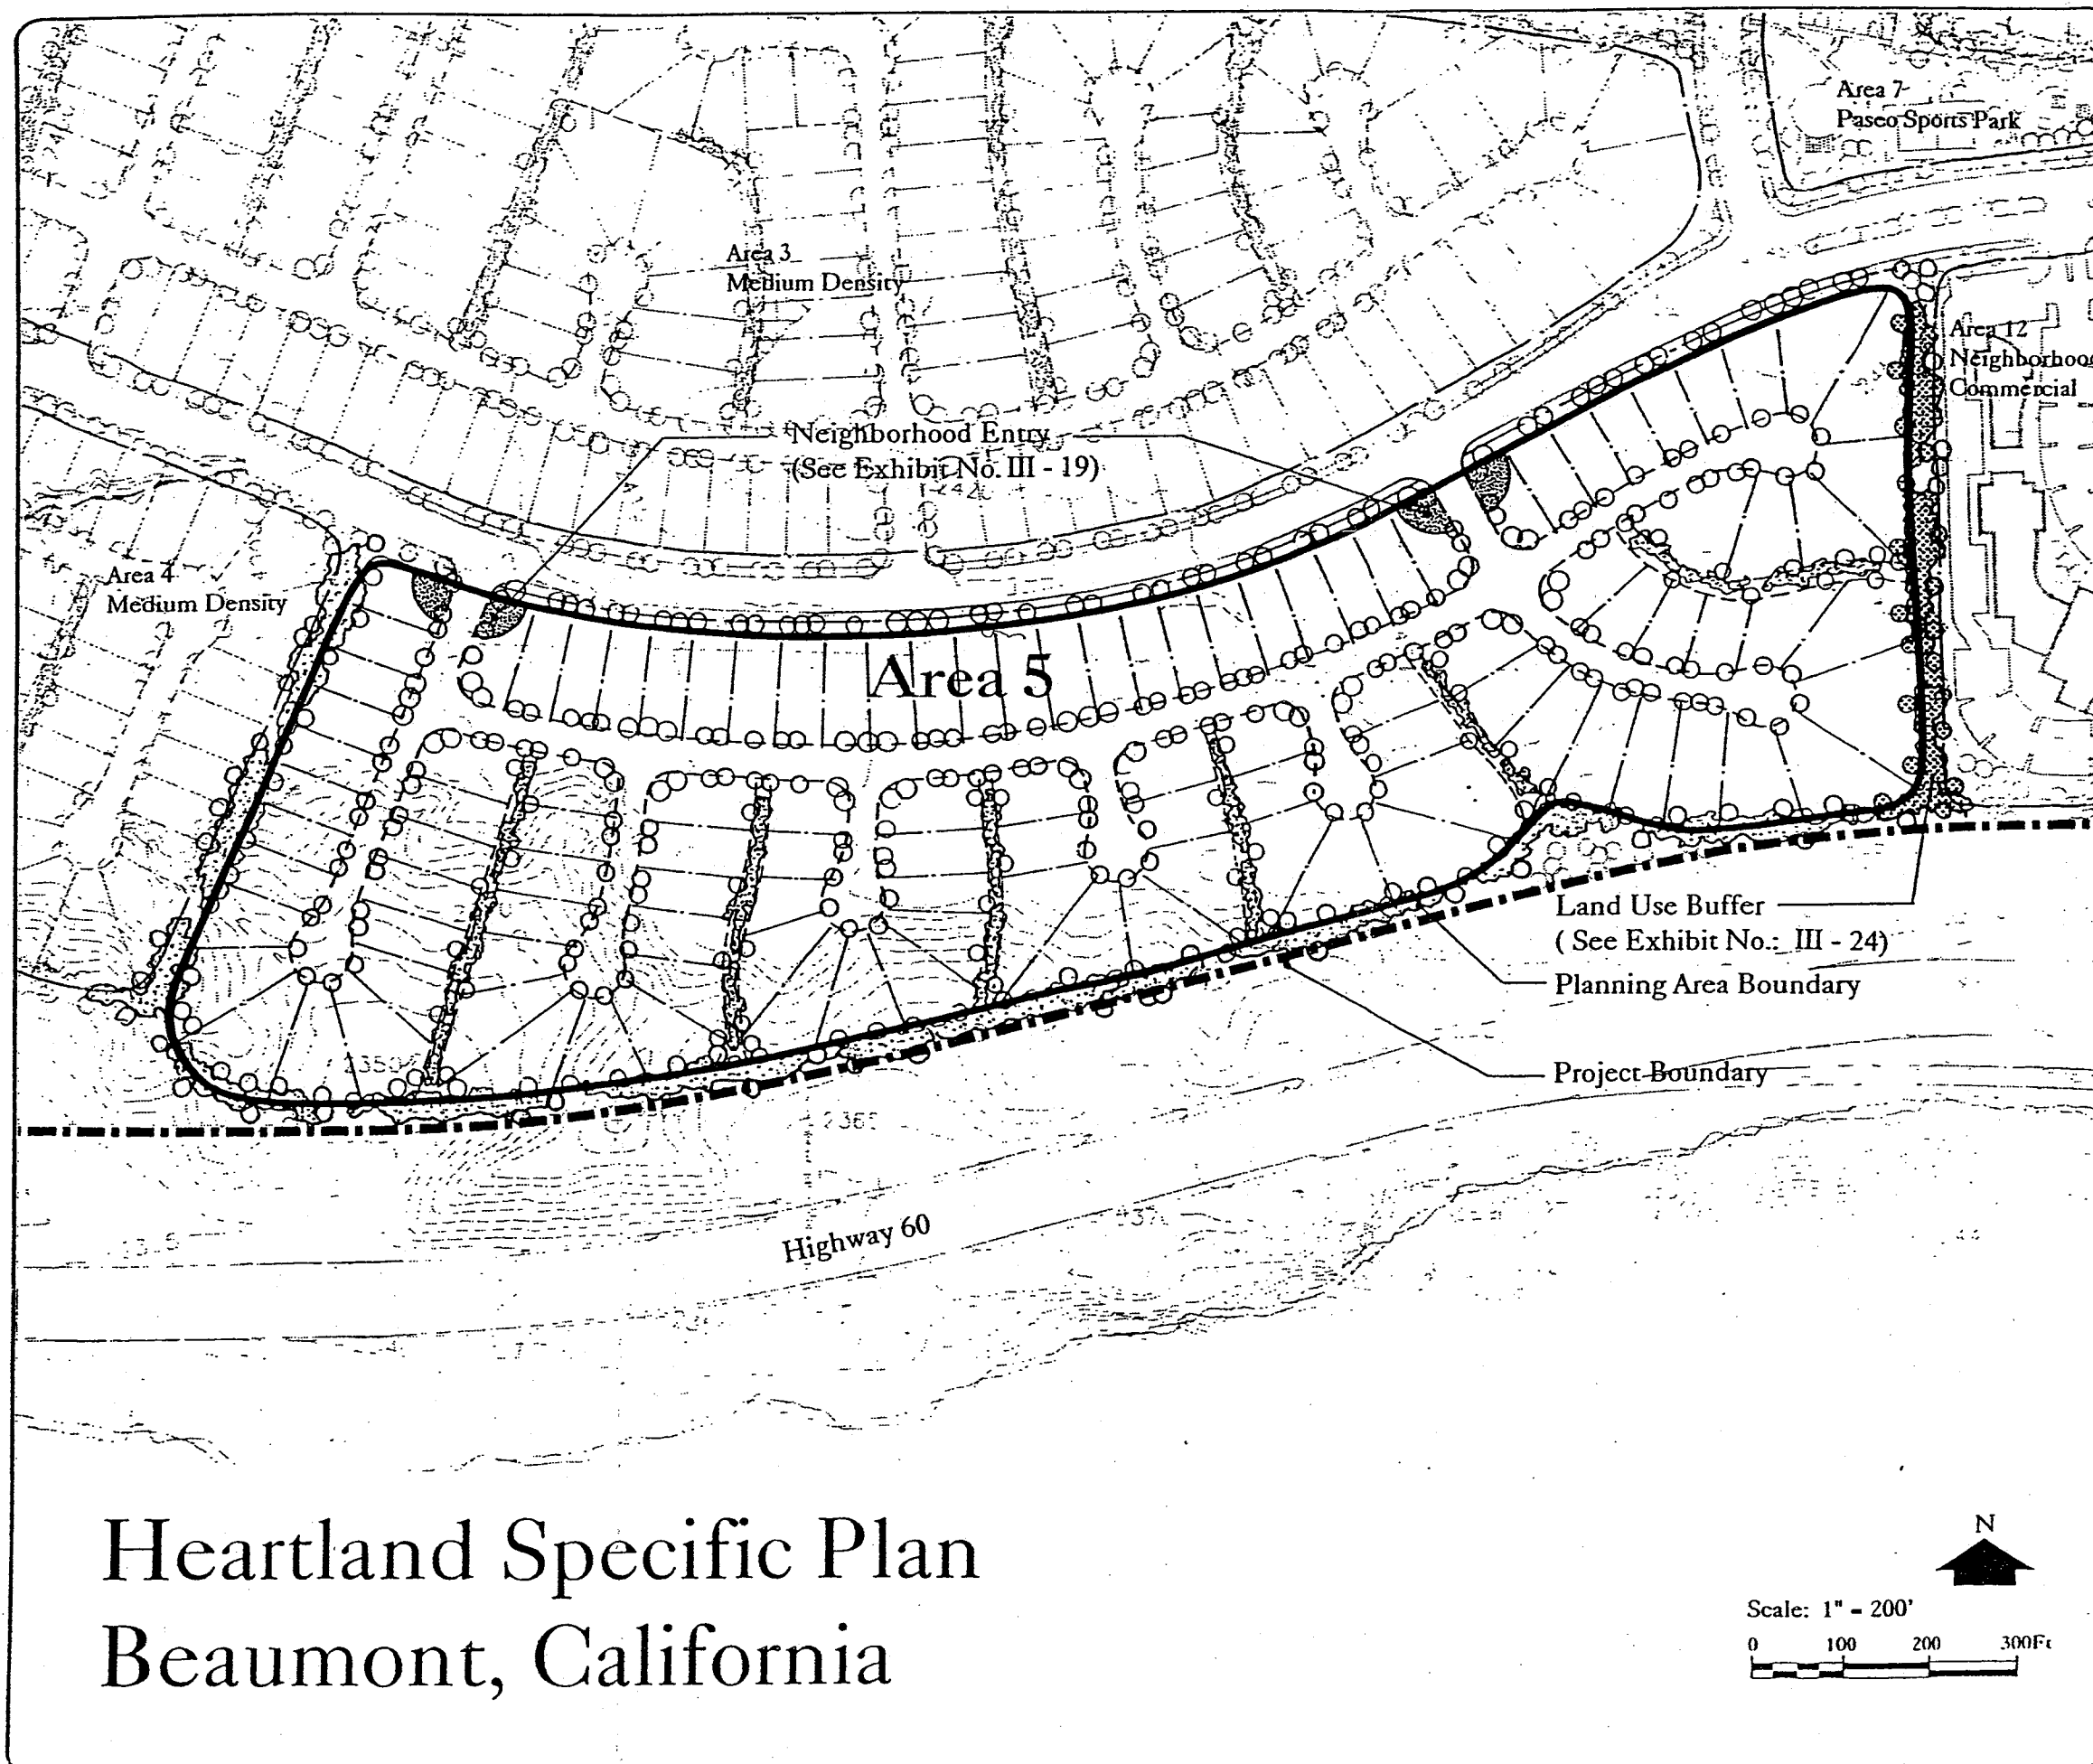 Area 7
Paseo Sports Park
Area 3
Medium Density
Area 12
Neighborhoo
Commercial
Neighborhood Entry
(See Exhibit No. III - 19)
Area 4
Medium Density
Area 5
Land Use Buffer
( See Exhibit No.: III - 24)
Planning Area Boundary
Project Boundary
Highway 60
Heartland Specific Plan
Beaumont, California
N
Scale: 1" - 200'
0 100 200 300Ft